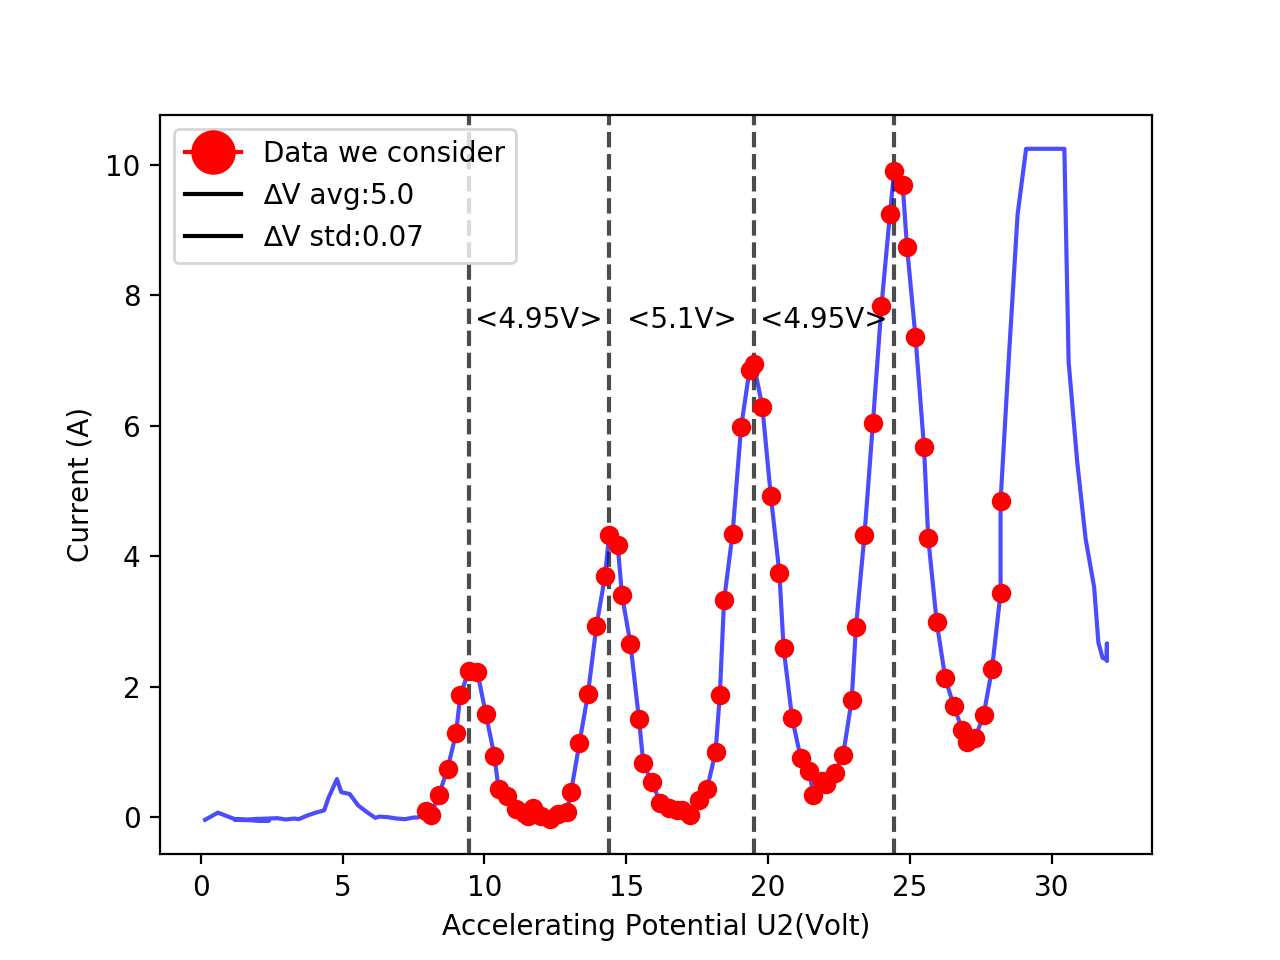 Data we consider
ΔV avg:5.0
ΔV std:0.07
<4.95V> <5.1V> <4.95V>
10
8
6
4
2
0
Current (A)
0 5 10 15 20 25 30
Accelerating Potential U2(Volt)